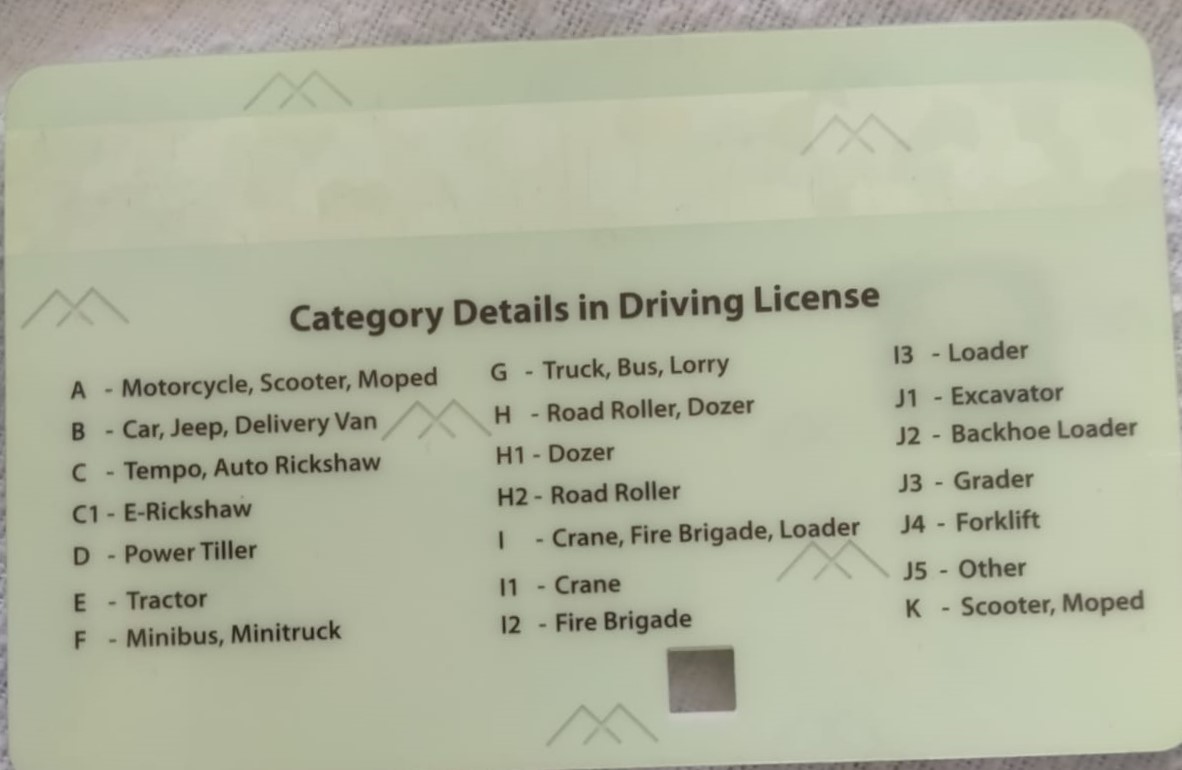 Category Details in Driving License
A - Motorcycle, Scooter, Moped
B - Car, Jeep, Delivery Van
C - Tempo, Auto Rickshaw
C1 - E-Rickshaw
D - Power Tiller
E - Tractor
F - Minibus, Minitruck
G - Truck, Bus, Lorry
H - Road Roller, Dozer
H1 - Dozer
H2 - Road Roller
I - Crane, Fire Brigade, Loader
I1 - Crane
I2 - Fire Brigade
I3 - Loader
J1 - Excavator
J2 - Backhoe Loader
J3 - Grader
J4 - Forklift
J5 - Other
K - Scooter, Moped